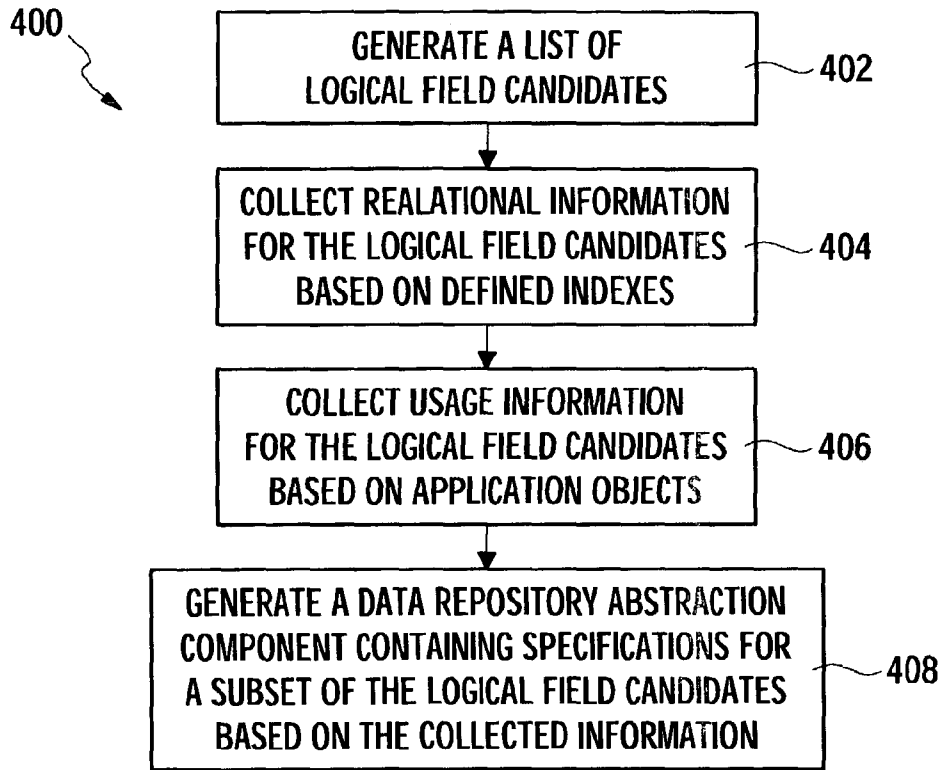 400
GENERATE A LIST OF
LOGICAL FIELD CANDIDATES
402
COLLECT REALATIONAL INFORMATION
FOR THE LOGICAL FIELD CANDIDATES
BASED ON DEFINED INDEXES
404
COLLECT USAGE INFORMATION
FOR THE LOGICAL FIELD CANDIDATES
BASED ON APPLICATION OBJECTS
406
GENERATE A DATA REPOSITORY ABSTRACTION
COMPONENT CONTAINING SPECIFICATIONS FOR
A SUBSET OF THE LOGICAL FIELD CANDIDATES
BASED ON THE COLLECTED INFORMATION
408